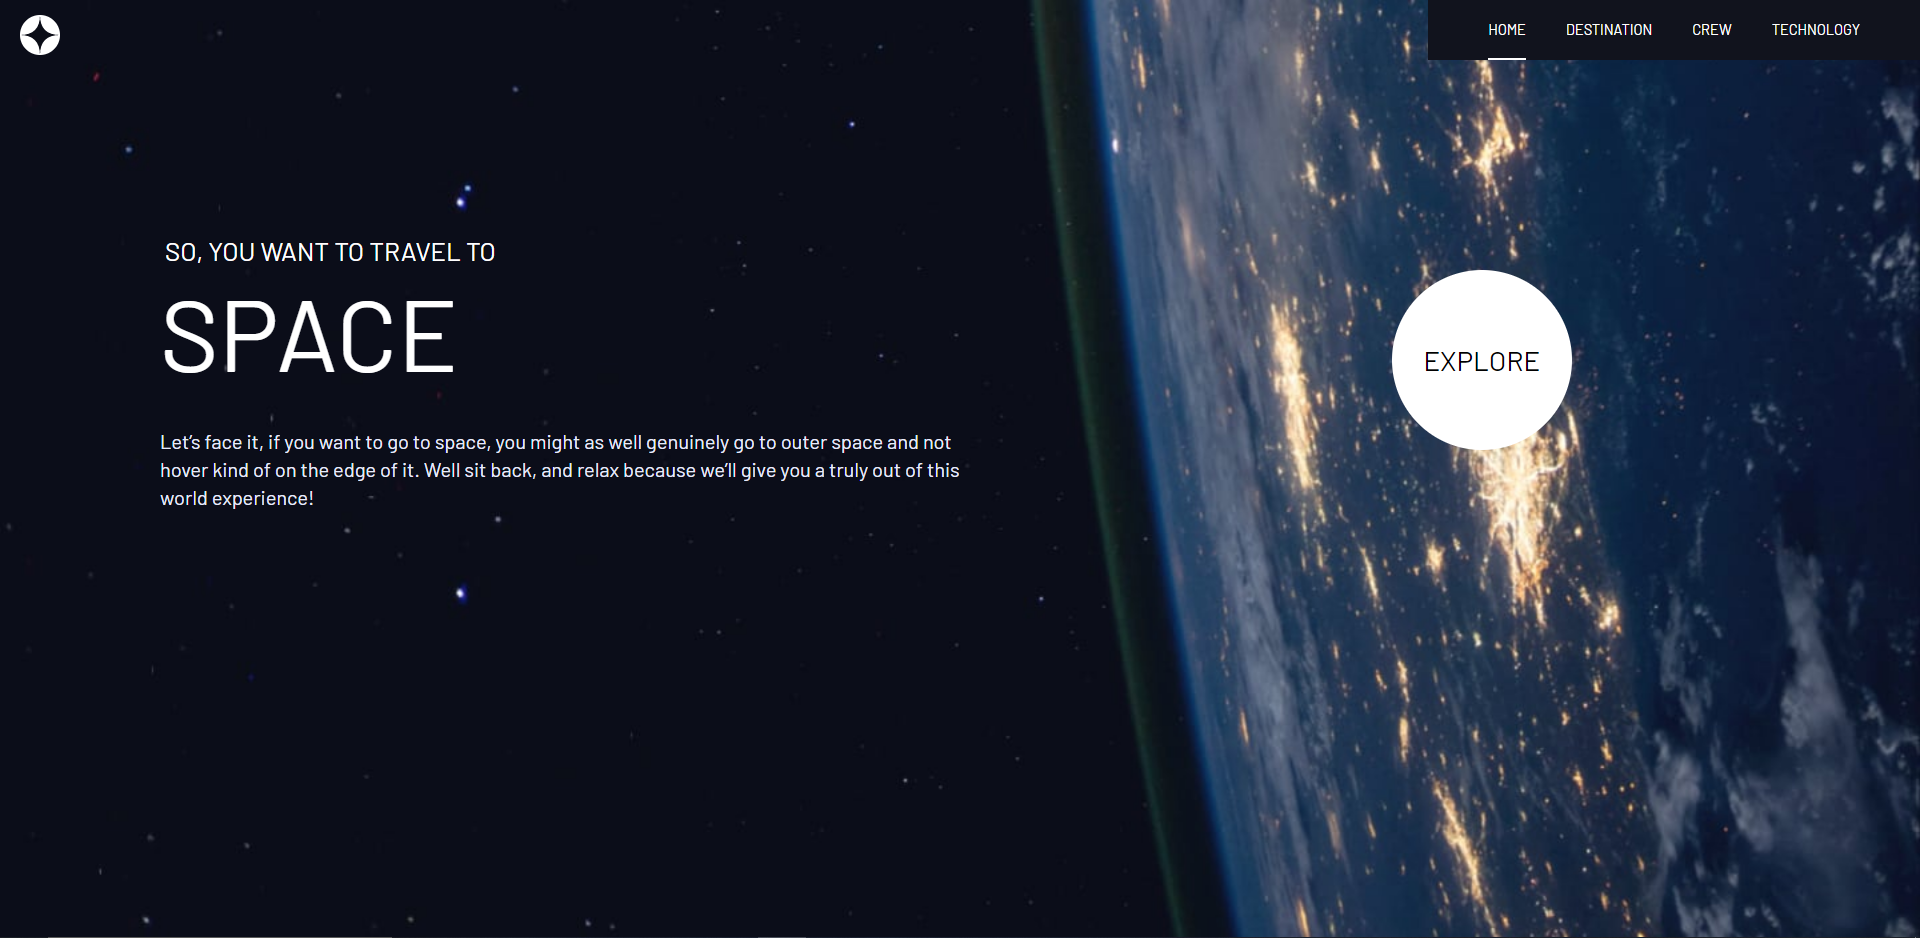 HOME DESTINATION CREW TECHNOLOGY
SO, YOU WANT TO TRAVEL TO
SPACE
Let’s face it, if you want to go to space, you might as well genuinely go to outer space and not
hover kind of on the edge of it. Well sit back, and relax because we’ll give you a truly out of this
world experience!
EXPLORE